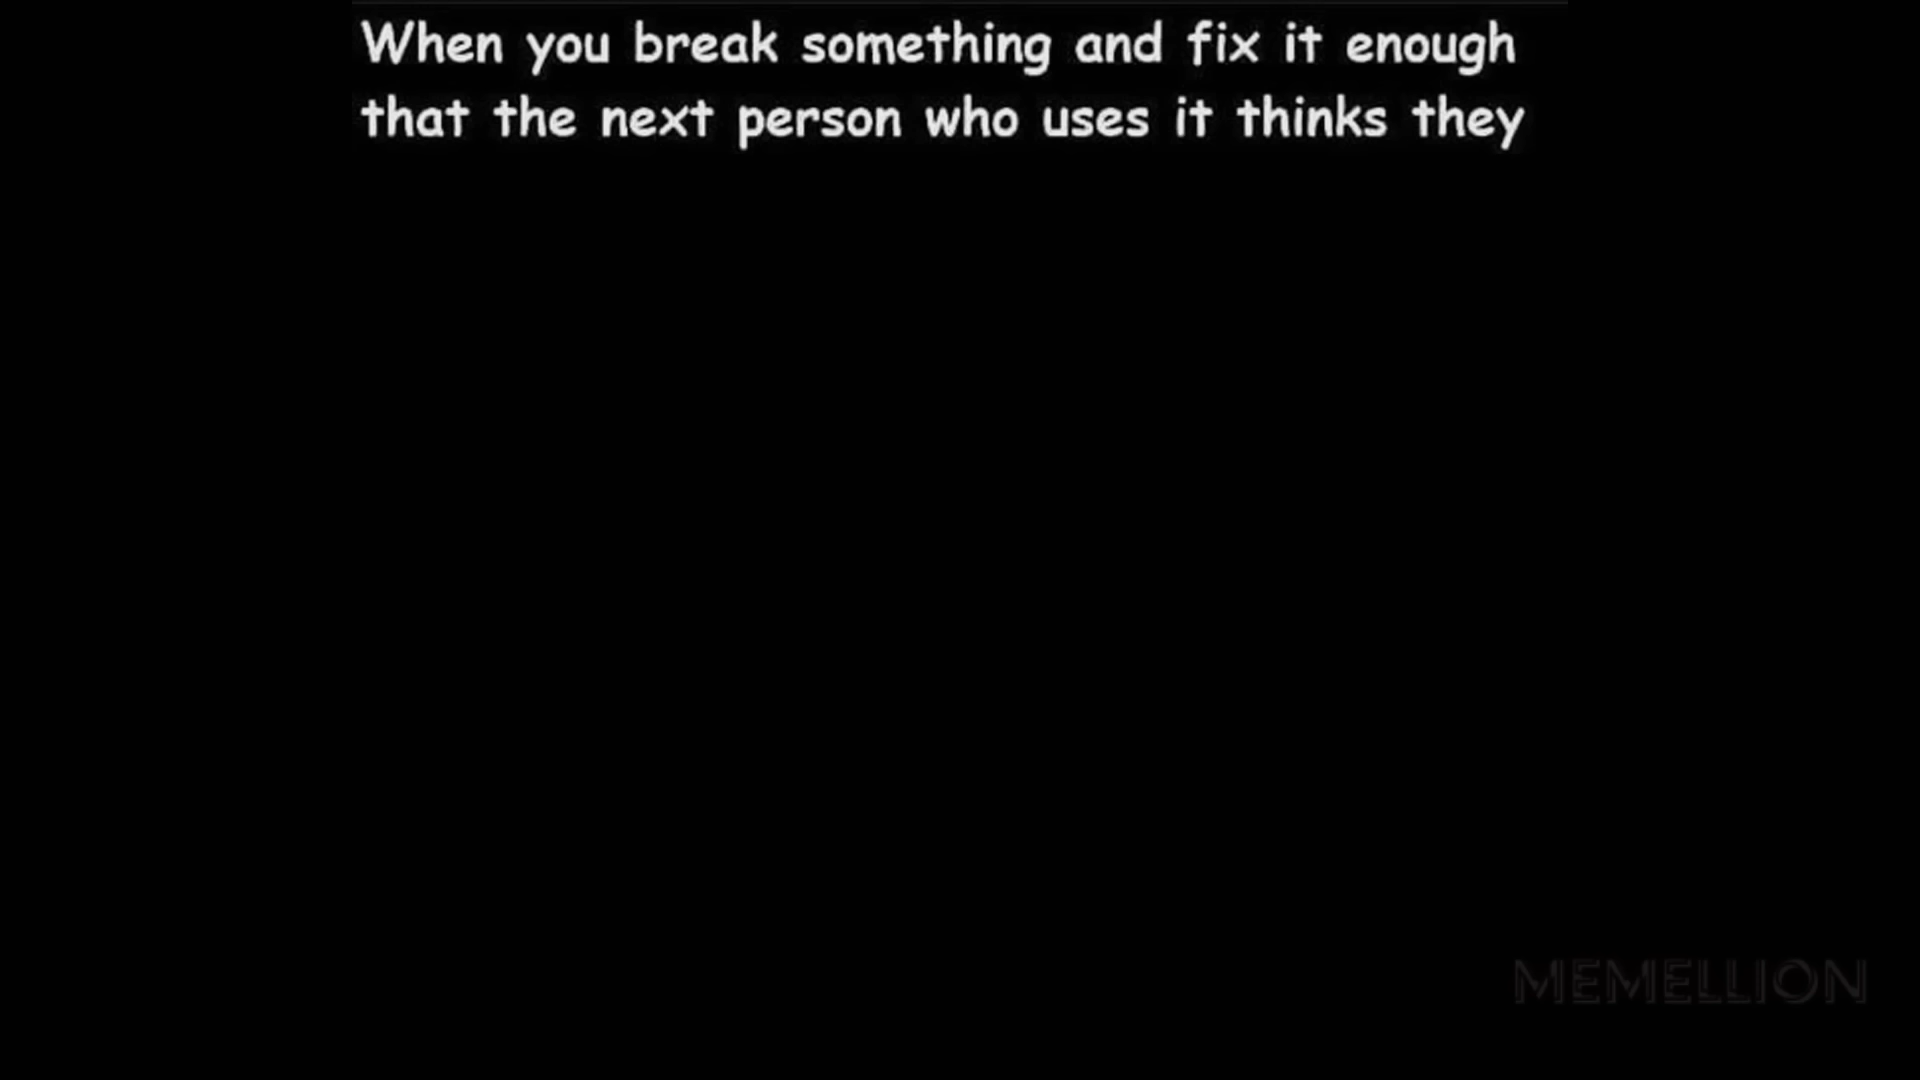 When you break something and fix it enough
that the next person who uses it thinks they
MEMELLION